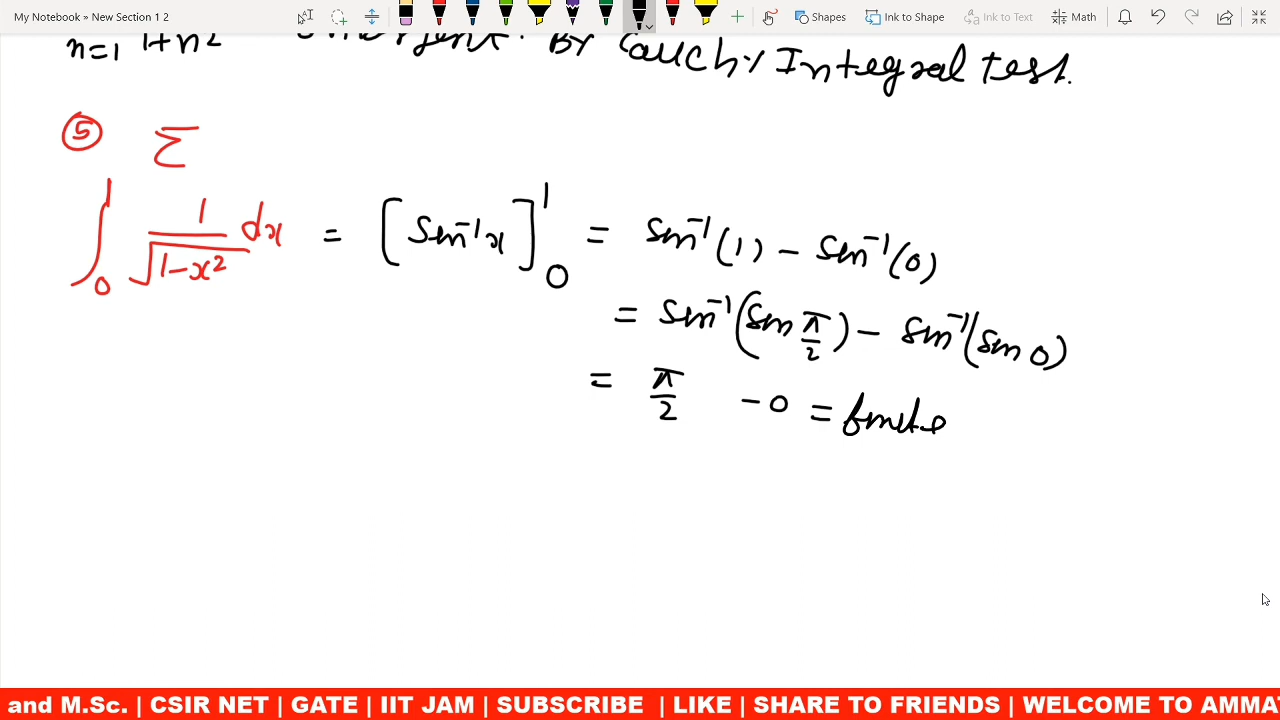 My Notebook » New Section 1 2
Shapes Ink to Shape Ink to Text Math
n=1 1+n² Convergent. By Cauchy Integral test.
⑤ Σ
∫₀¹ 1/√(1-x²) dx = [Sin⁻¹x]₀¹ = Sin⁻¹(1) - Sin⁻¹(0)
= Sin⁻¹(Sin π/2) - Sin⁻¹(Sin 0)
= π/2 - 0 = finite
and M.Sc. | CSIR NET | GATE | IIT JAM | SUBSCRIBE | LIKE | SHARE TO FRIENDS | WELCOME TO AMMA